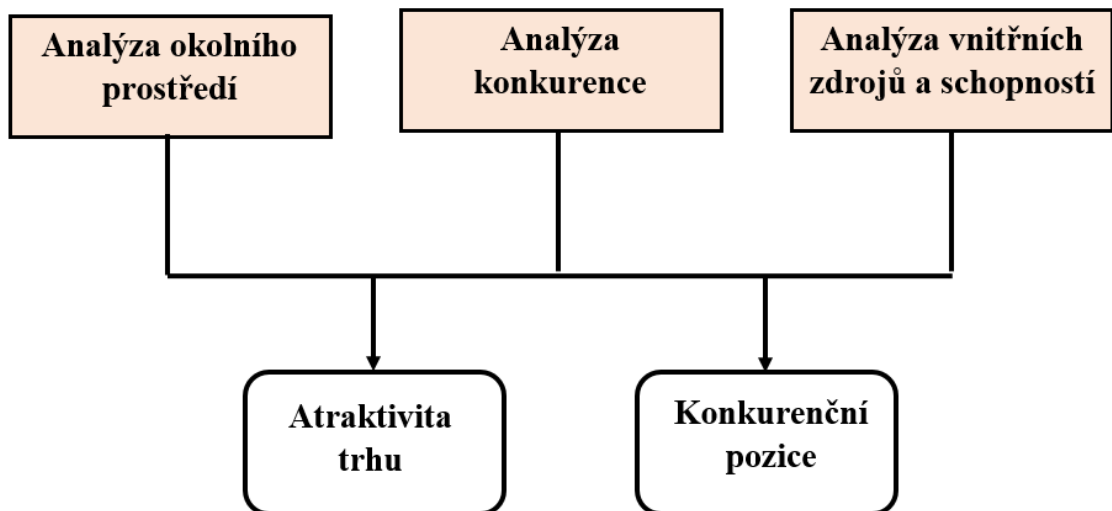 Analýza okolního
prostředí
Analýza
konkurence
Analýza vnitřních
zdrojů a schopností
Atraktivita
trhu
Konkurenční
pozice